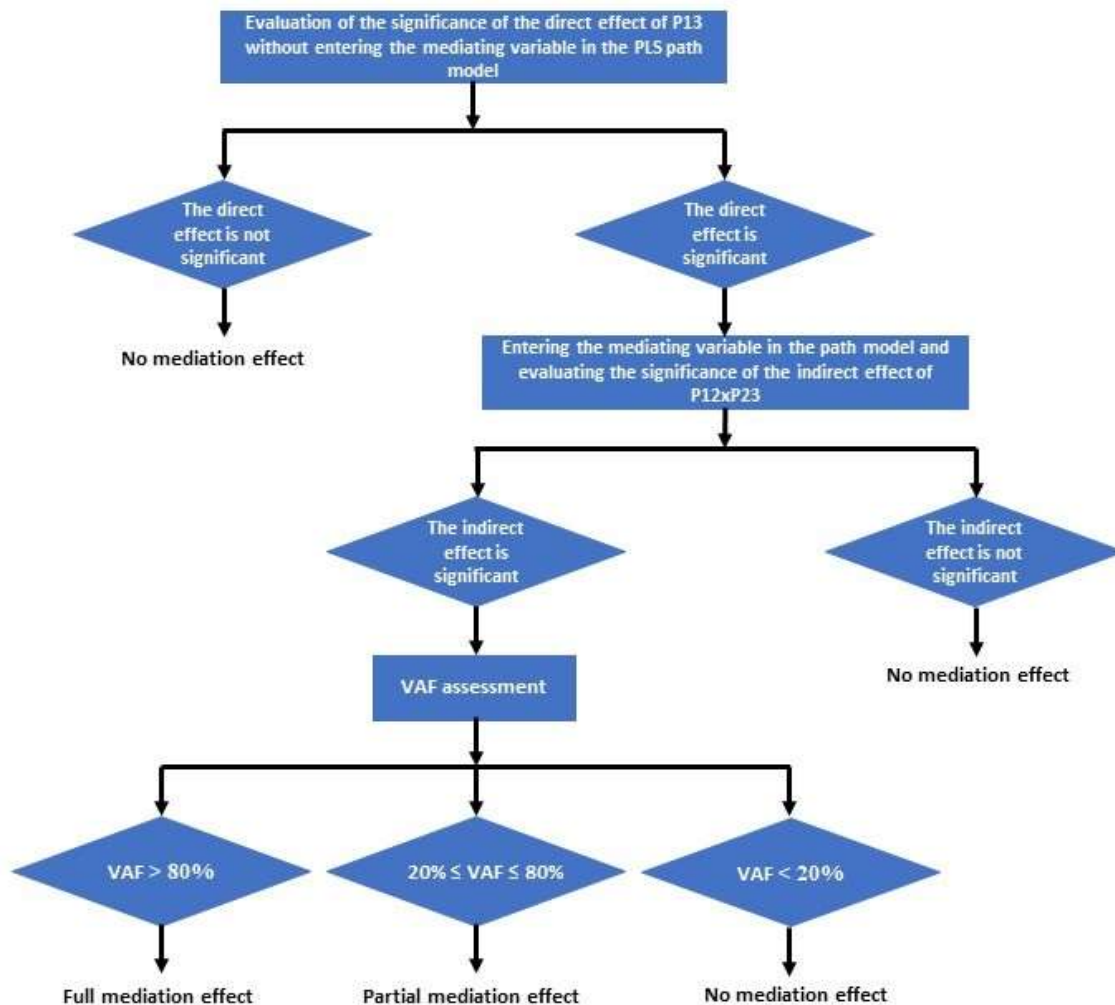 Evaluation of the significance of the direct effect of P13
without entering the mediating variable in the PLS path
model
The direct
effect is not
significant
The direct
effect is
significant
No mediation effect
Entering the mediating variable in the path model and
evaluating the significance of the indirect effect of
P12xP23
The indirect
effect is
significant
The indirect
effect is not
significant
VAF assessment
No mediation effect
VAF > 80%
20% ≤ VAF ≤ 80%
VAF < 20%
Full mediation effect
Partial mediation effect
No mediation effect